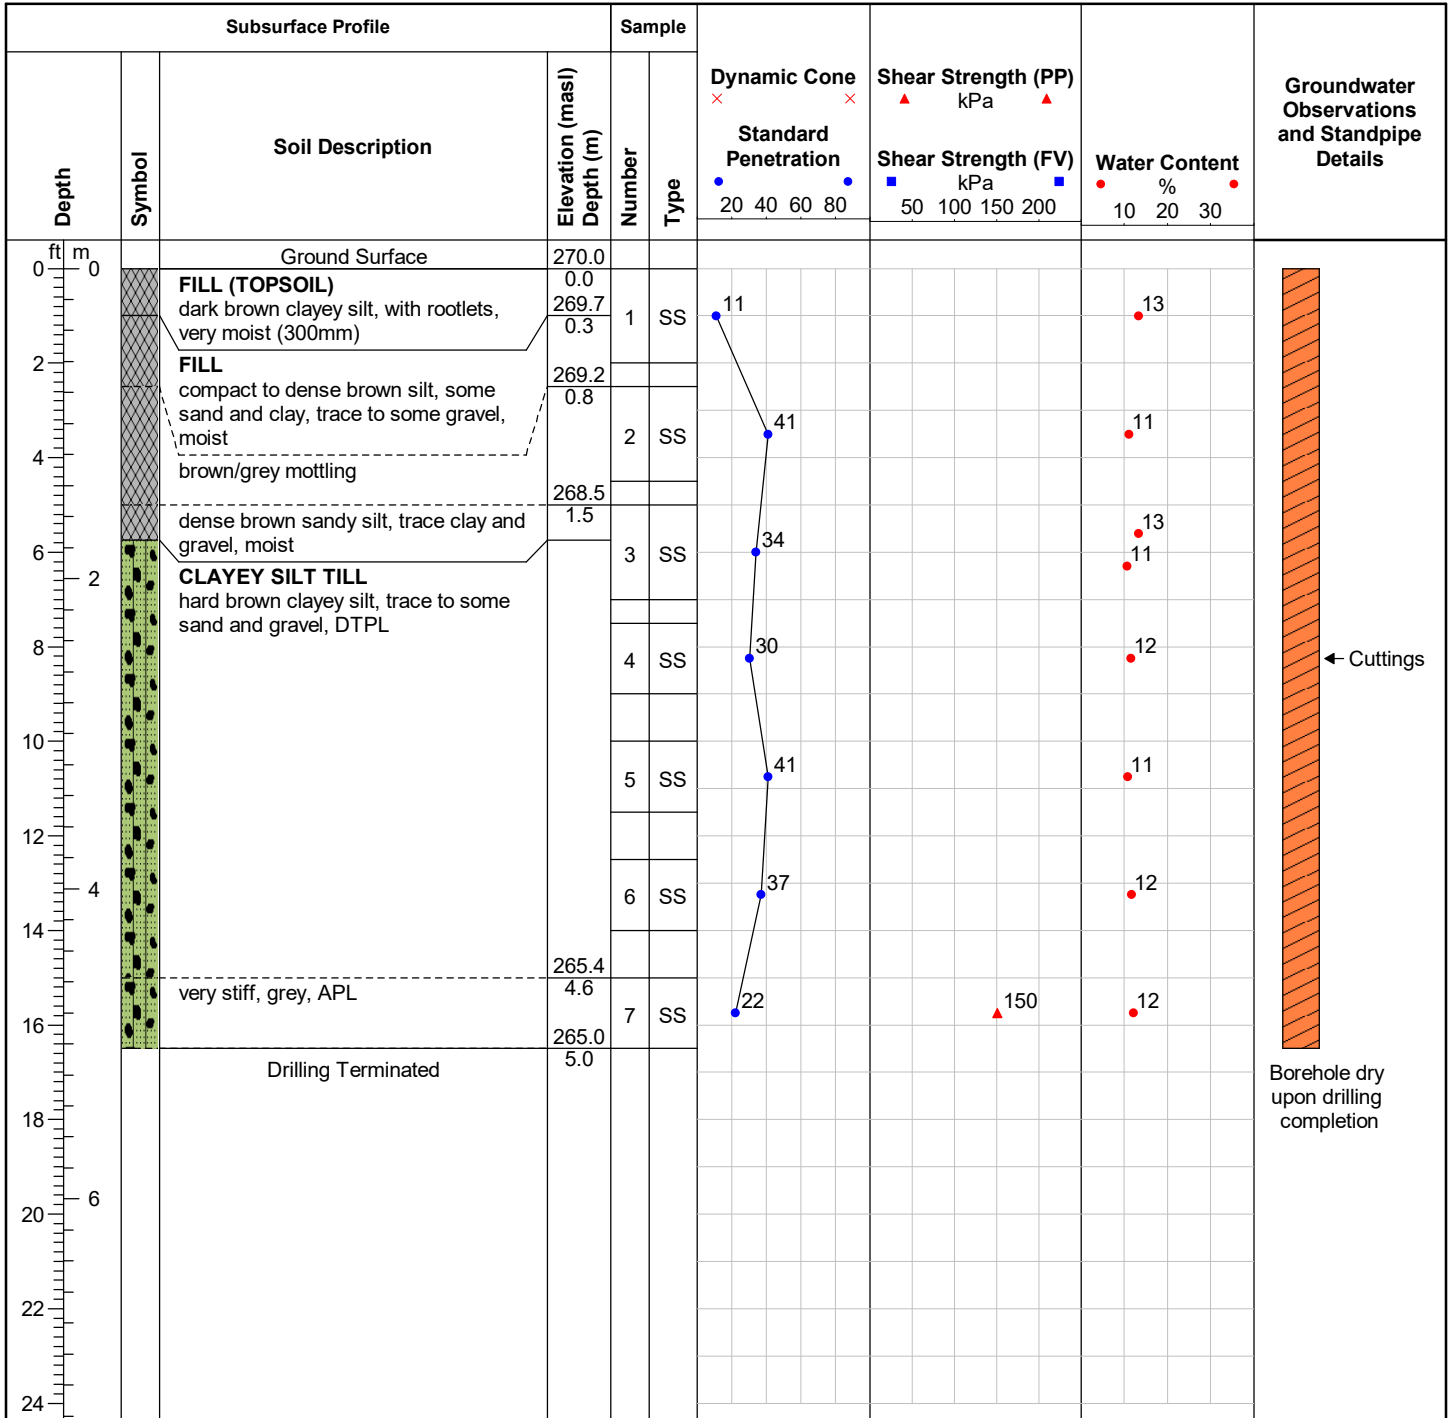 Subsurface Profile
Sample
Depth
Symbol
Soil Description
Elevation (masl)
Depth (m)
Number
Type
Dynamic Cone
Standard
Penetration
20 40 60 80
Shear Strength (PP)
kPa
Shear Strength (FV)
kPa
50 100 150 200
Water Content
%
10 20 30
Groundwater
Observations
and Standpipe
Details
ft m
Ground Surface
270.0
0 0
0.0
FILL (TOPSOIL)
dark brown clayey silt, with rootlets,
very moist (300mm)
269.7
0.3
1 SS
11
13
2
FILL
compact to dense brown silt, some
sand and clay, trace to some gravel,
moist
269.2
0.8
2 SS
41
11
4
brown/grey mottling
268.5
1.5
dense brown sandy silt, trace clay and
gravel, moist
13
3 SS
34
11
6
2
CLAYEY SILT TILL
hard brown clayey silt, trace to some
sand and gravel, DTPL
8
4 SS
30
12
Cuttings
10
5 SS
41
11
12
4
6 SS
37
12
14
265.4
4.6
very stiff, grey, APL
7 SS
22
150
12
16
265.0
5.0
Drilling Terminated
Borehole dry
upon drilling
completion
18
6
20
22
24